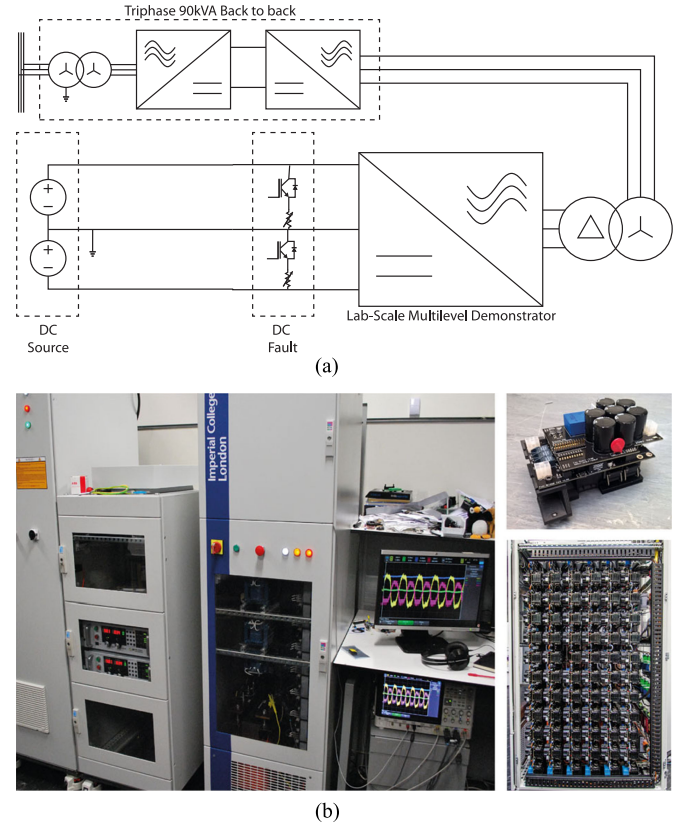 Triphase 90kVA Back to back
DC
Source
DC
Fault
Lab-Scale Multilevel Demonstrator
(a)
Imperial College
London
(b)